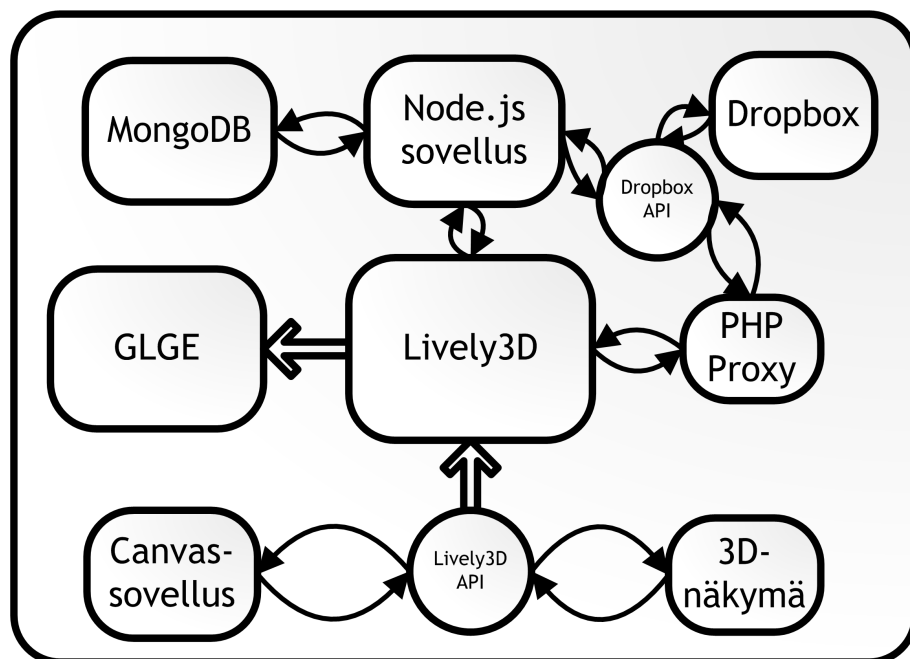 MongoDB
Node.js
sovellus
Dropbox
Dropbox
API
GLGE
Lively3D
PHP
Proxy
Canvas-
sovellus
Lively3D
API
3D-
näkymä